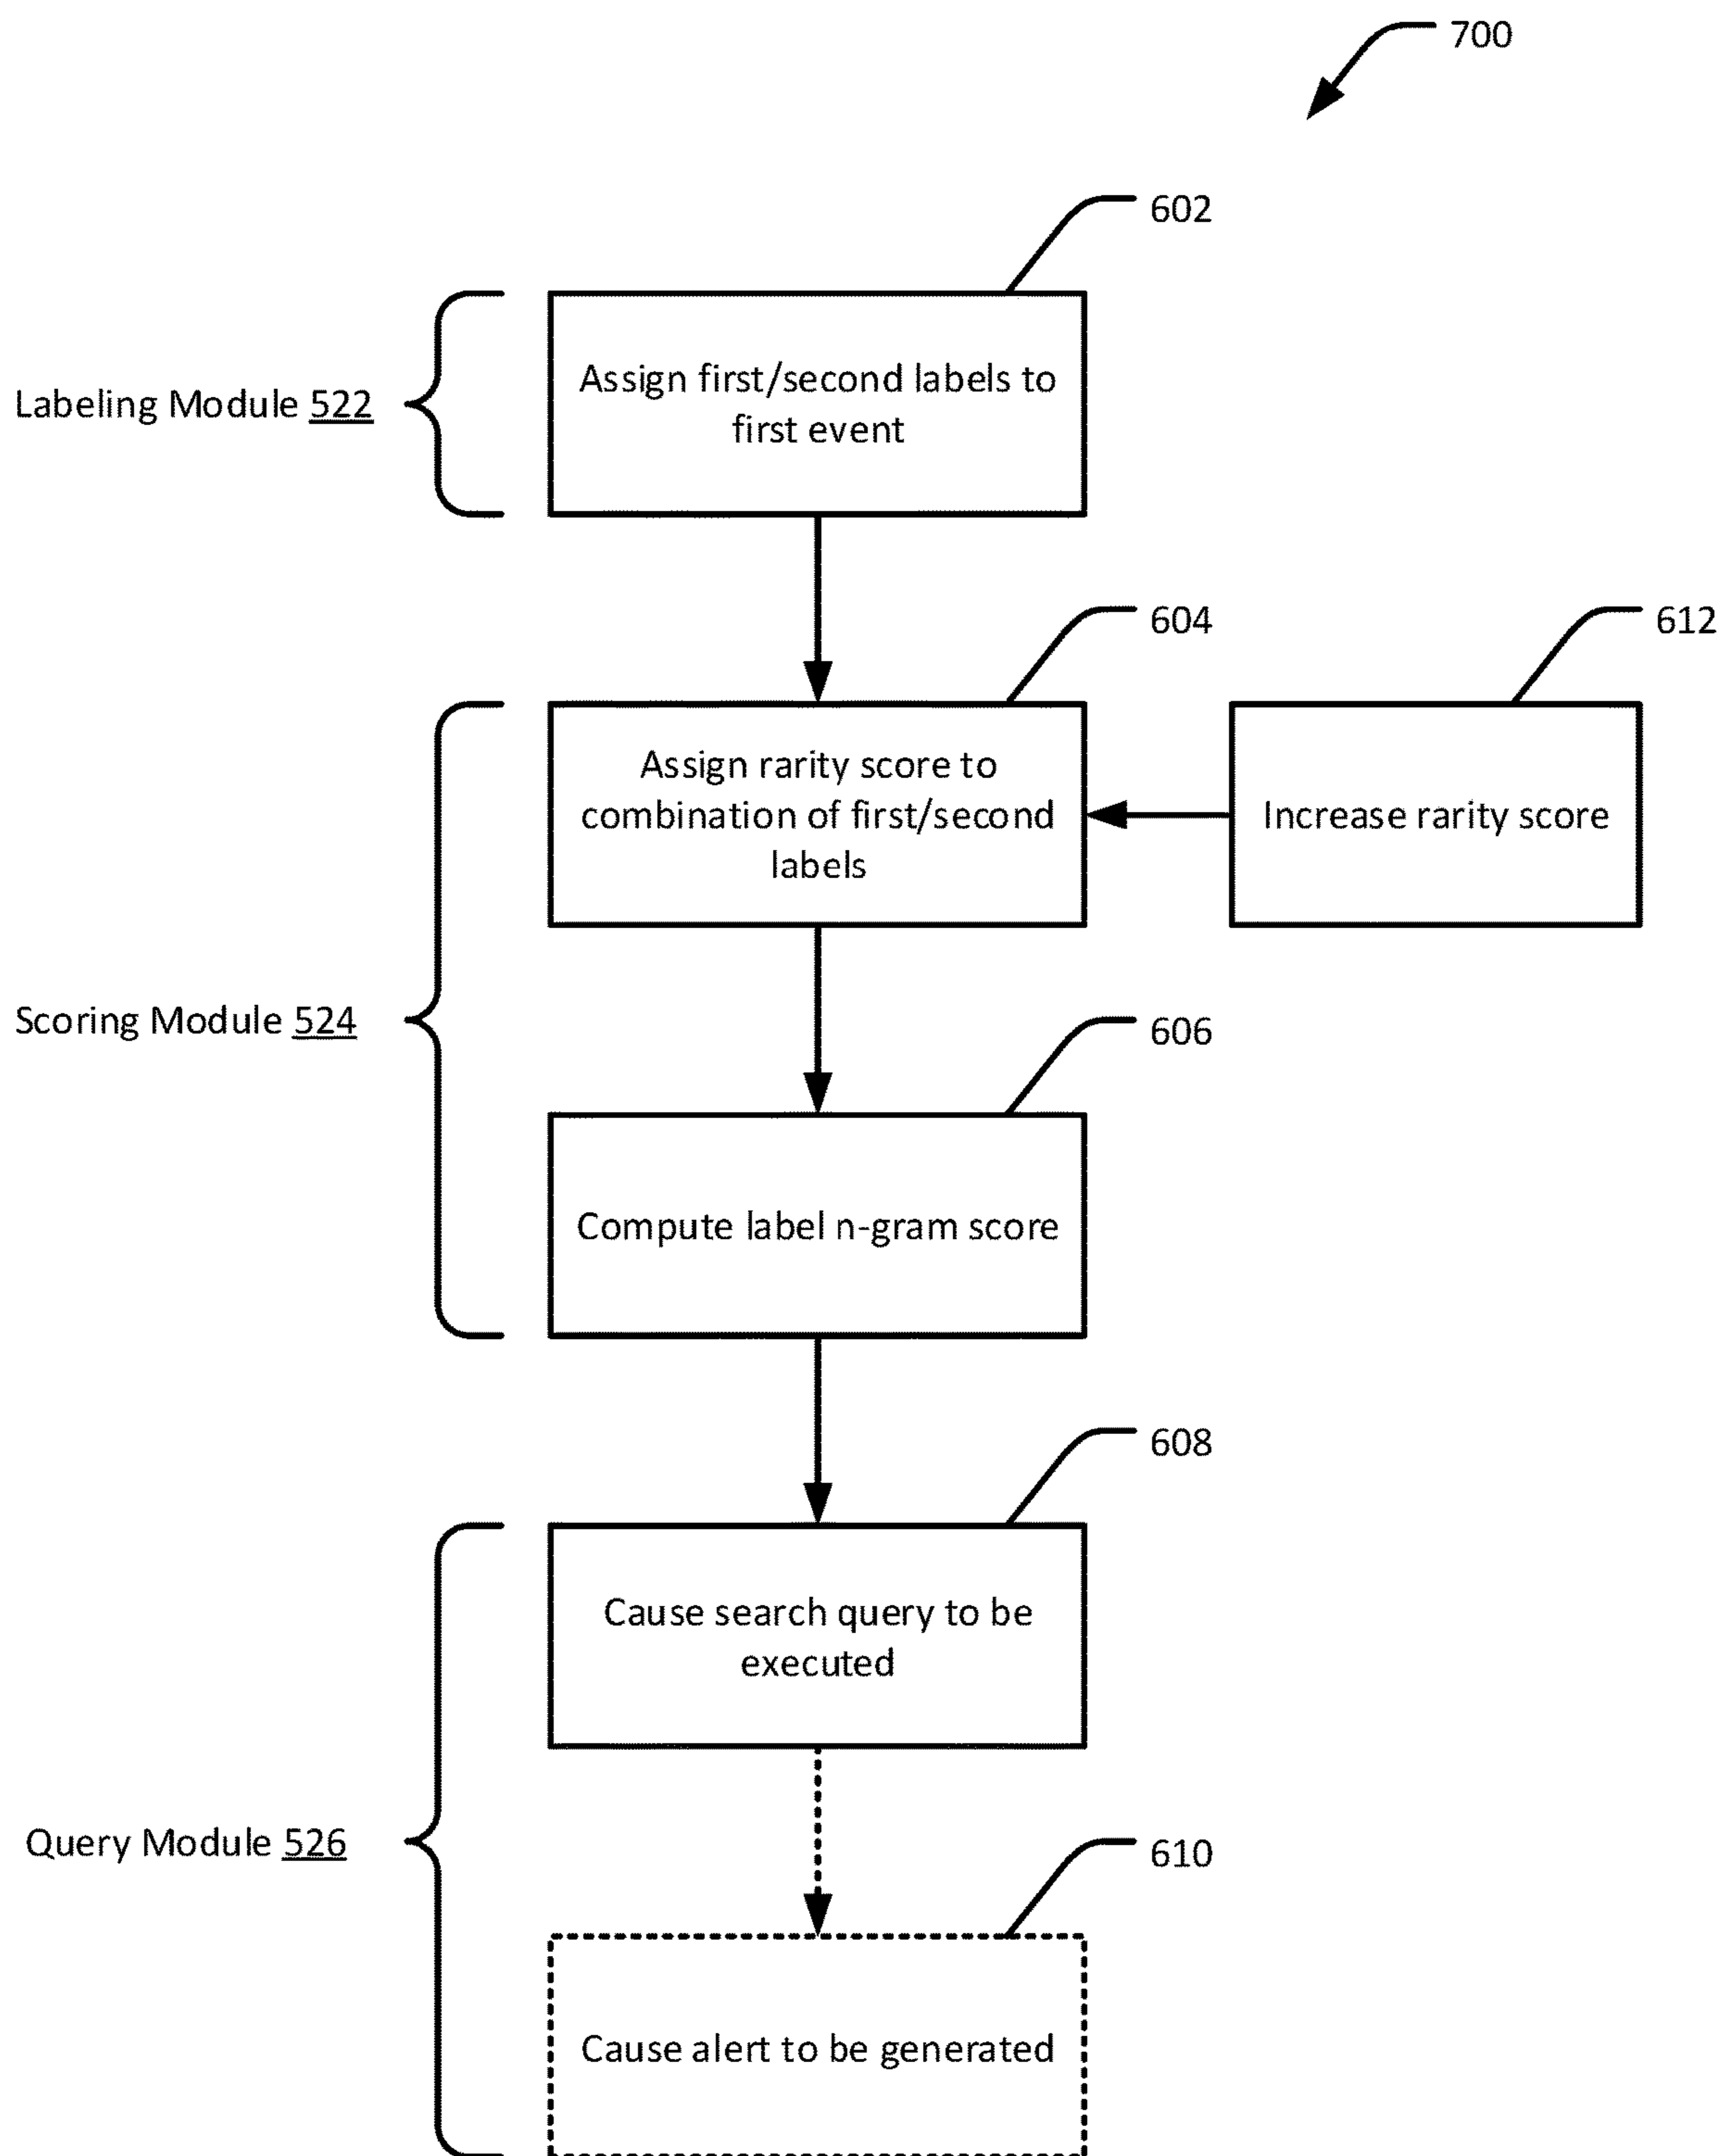 700
602
Labeling Module 522
Assign first/second labels to
first event
604
612
Assign rarity score to
combination of first/second
labels
Increase rarity score
Scoring Module 524
606
Compute label n-gram score
608
Cause search query to be
executed
Query Module 526
610
Cause alert to be generated